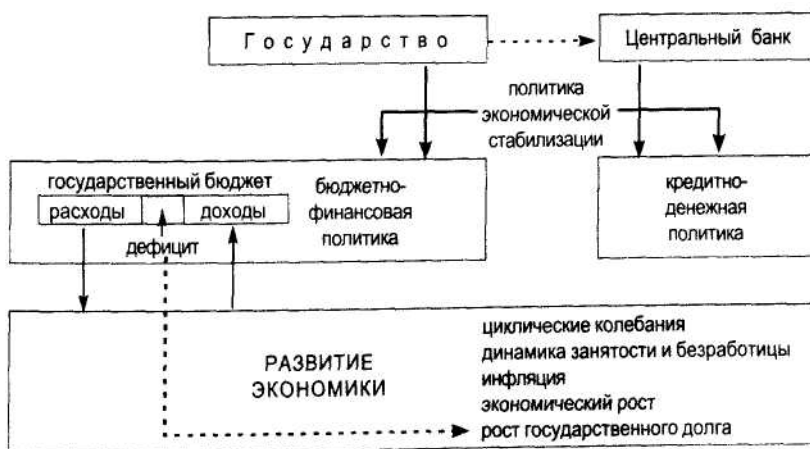 Государство
Центральный банк
политика
экономической
стабилизации
государственный бюджет
расходы
доходы
дефицит
бюджетно-
финансовая
политика
кредитно-
денежная
политика
РАЗВИТИЕ
ЭКОНОМИКИ
циклические колебания
динамика занятости и безработицы
инфляция
экономический рост
рост государственного долга